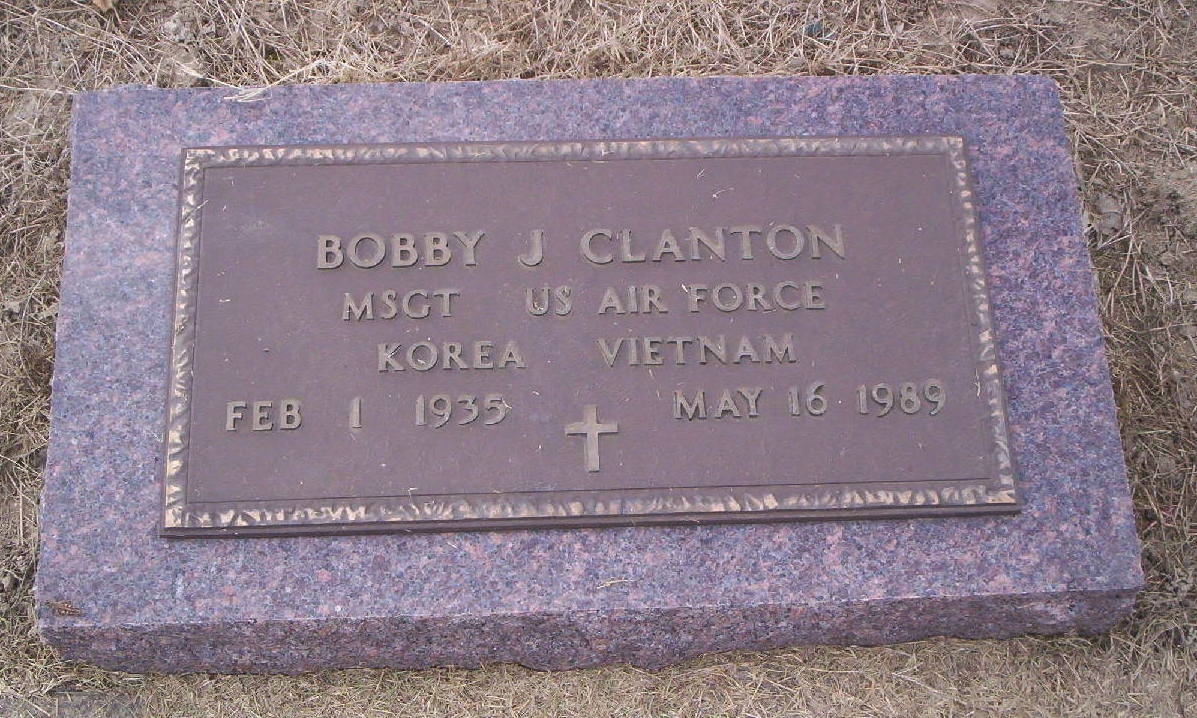 BOBBY J CLANTON
MSGT US AIR FORCE
KOREA VIETNAM
FEB 1 1935 MAY 16 1989